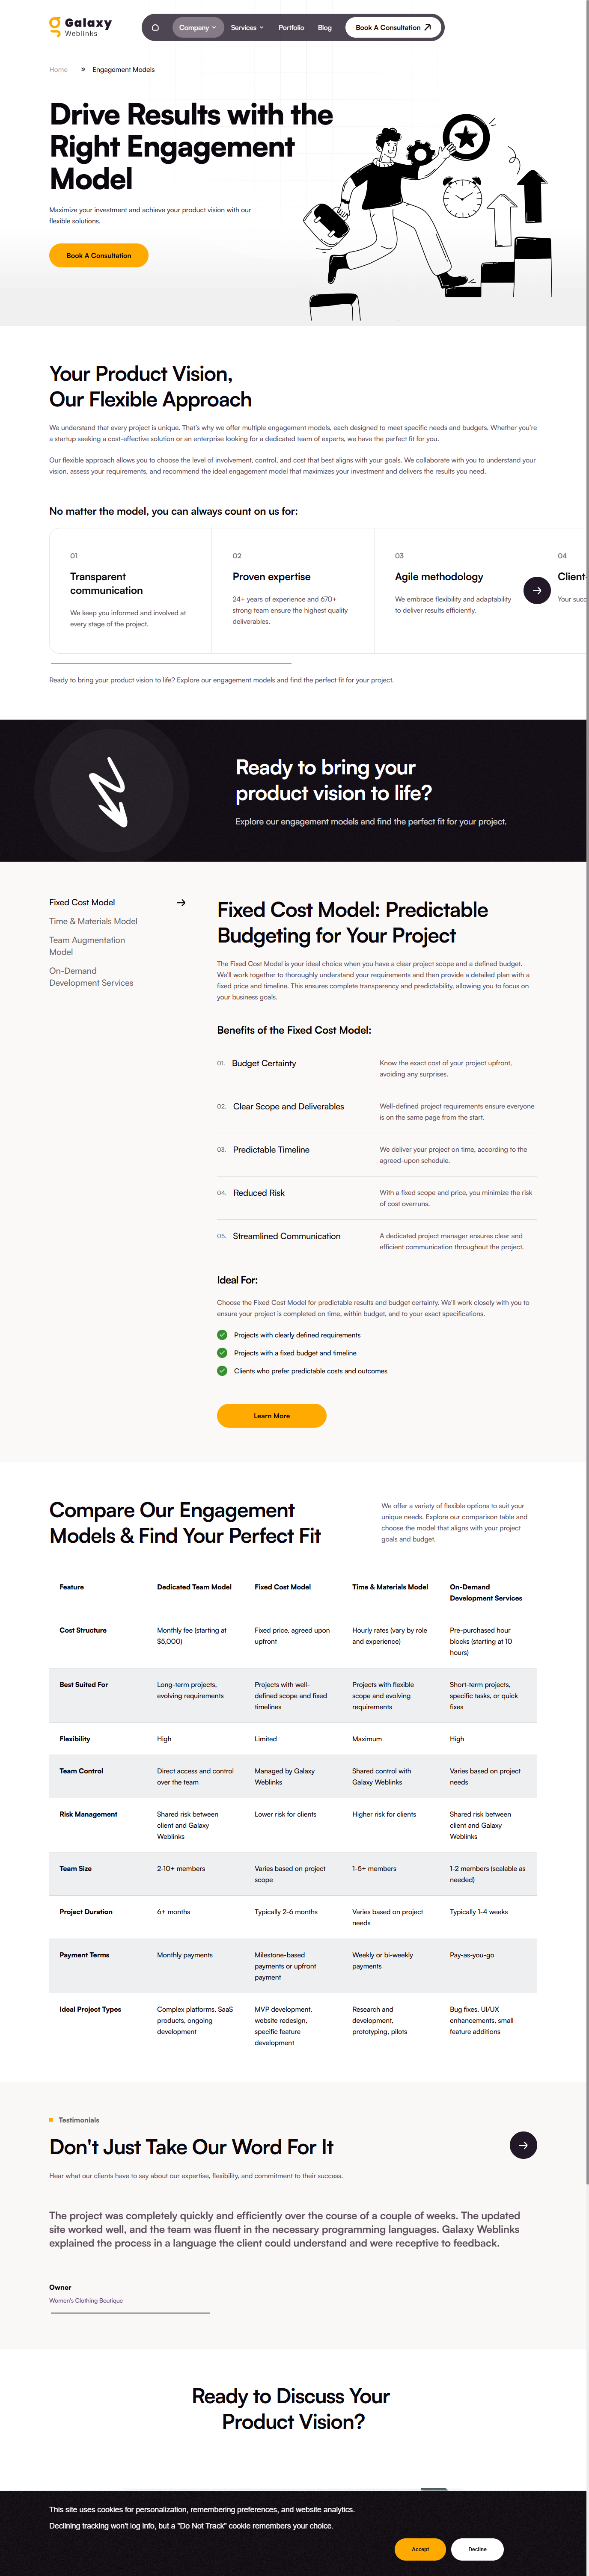 Galaxy
Weblinks
Company
Services
Portfolio
Blog
Book A Consultation
Home » Engagement Models
Drive Results with the
Right Engagement
Model
Maximize your investment and achieve your product vision with our
flexible solutions.
Book A Consultation
Your Product Vision,
Our Flexible Approach
We understand that every project is unique. That's why we offer multiple engagement models, each designed to meet specific needs and budgets. Whether you're
a startup seeking a cost-effective solution or an enterprise looking for a dedicated team of experts, we have the perfect fit for you.
Our flexible approach allows you to choose the level of involvement, control, and cost that best aligns with your goals. We collaborate with you to understand your
vision, assess your requirements, and recommend the ideal engagement model that maximizes your investment and delivers the results you need.
No matter the model, you can always count on us for:
01
Transparent
communication
We keep you informed and involved at
every stage of the project.
02
Proven expertise
24+ years of experience and 670+
strong team ensure the highest quality
deliverables.
03
Agile methodology
We embrace flexibility and adaptability
to deliver results efficiently.
04
Client-
Your succ
Ready to bring your product vision to life? Explore our engagement models and find the perfect fit for your project.
Ready to bring your
product vision to life?
Explore our engagement models and find the perfect fit for your project.
Fixed Cost Model
Time & Materials Model
Team Augmentation
Model
On-Demand
Development Services
Fixed Cost Model: Predictable
Budgeting for Your Project
The Fixed Cost Model is your ideal choice when you have a clear project scope and a defined budget.
We'll work together to thoroughly understand your requirements and then provide a detailed plan with a
fixed price and timeline. This ensures complete transparency and predictability, allowing you to focus on
your business goals.
Benefits of the Fixed Cost Model:
01. Budget Certainty
Know the exact cost of your project upfront,
avoiding any surprises.
02. Clear Scope and Deliverables
Well-defined project requirements ensure everyone
is on the same page from the start.
03. Predictable Timeline
We deliver your project on time, according to the
agreed-upon schedule.
04. Reduced Risk
With a fixed scope and price, you minimize the risk
of cost overruns.
05. Streamlined Communication
A dedicated project manager ensures clear and
efficient communication throughout the project.
Ideal For:
Choose the Fixed Cost Model for predictable results and budget certainty. We'll work closely with you to
ensure your project is completed on time, within budget, and to your exact specifications.
Projects with clearly defined requirements
Projects with a fixed budget and timeline
Clients who prefer predictable costs and outcomes
Learn More
Compare Our Engagement
Models & Find Your Perfect Fit
We offer a variety of flexible options to suit your
unique needs. Explore our comparison table and
choose the model that aligns with your project
goals and budget.
Feature
Dedicated Team Model
Fixed Cost Model
Time & Materials Model
On-Demand
Development Services
Cost Structure
Monthly fee (starting at
$5,000)
Fixed price, agreed upon
upfront
Hourly rates (vary by role
and experience)
Pre-purchased hour
blocks (starting at 10
hours)
Best Suited For
Long-term projects,
evolving requirements
Projects with well-
defined scope and fixed
timelines
Projects with flexible
scope and evolving
requirements
Short-term projects,
specific tasks, or quick
fixes
Flexibility
High
Limited
Maximum
High
Team Control
Direct access and control
over the team
Managed by Galaxy
Weblinks
Shared control with
Galaxy Weblinks
Varies based on project
needs
Risk Management
Shared risk between
client and Galaxy
Weblinks
Lower risk for clients
Higher risk for clients
Shared risk between
client and Galaxy
Weblinks
Team Size
2-10+ members
Varies based on project
scope
1-5+ members
1-2 members (scalable as
needed)
Project Duration
6+ months
Typically 2-6 months
Varies based on project
needs
Typically 1-4 weeks
Payment Terms
Monthly payments
Milestone-based
payments or upfront
payment
Weekly or bi-weekly
payments
Pay-as-you-go
Ideal Project Types
Complex platforms, SaaS
products, ongoing
development
MVP development,
website redesign,
specific feature
development
Research and
development,
prototyping, pilots
Bug fixes, UI/UX
enhancements, small
feature additions
Testimonials
Don't Just Take Our Word For It
Hear what our clients have to say about our expertise, flexibility, and commitment to their success.
The project was completely quickly and efficiently over the course of a couple of weeks. The updated
site worked well, and the team was fluent in the necessary programming languages. Galaxy Weblinks
explained the process in a language the client could understand and were receptive to feedback.
Owner
Women's Clothing Boutique
Ready to Discuss Your
Product Vision?
This site uses cookies for personalization, remembering preferences, and website analytics.
Declining tracking won't log info, but a "Do Not Track" cookie remembers your choice.
Accept
Decline